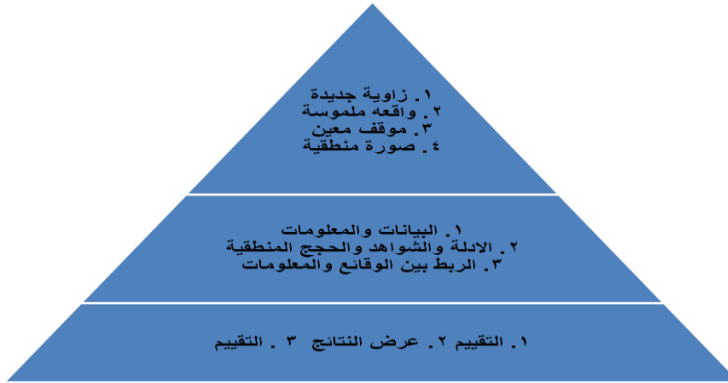 ١. زاوية جديدة
٢. واقعه ملموسة
٣. موقف معين
٤. صورة منطقية
١. البيانات والمعلومات
٢. الادلة والشواهد والحجج المنطقية
٣. الربط بين الوقائع والمعلومات
١. التقييم ٢. عرض النتائج ٣ . التقييم